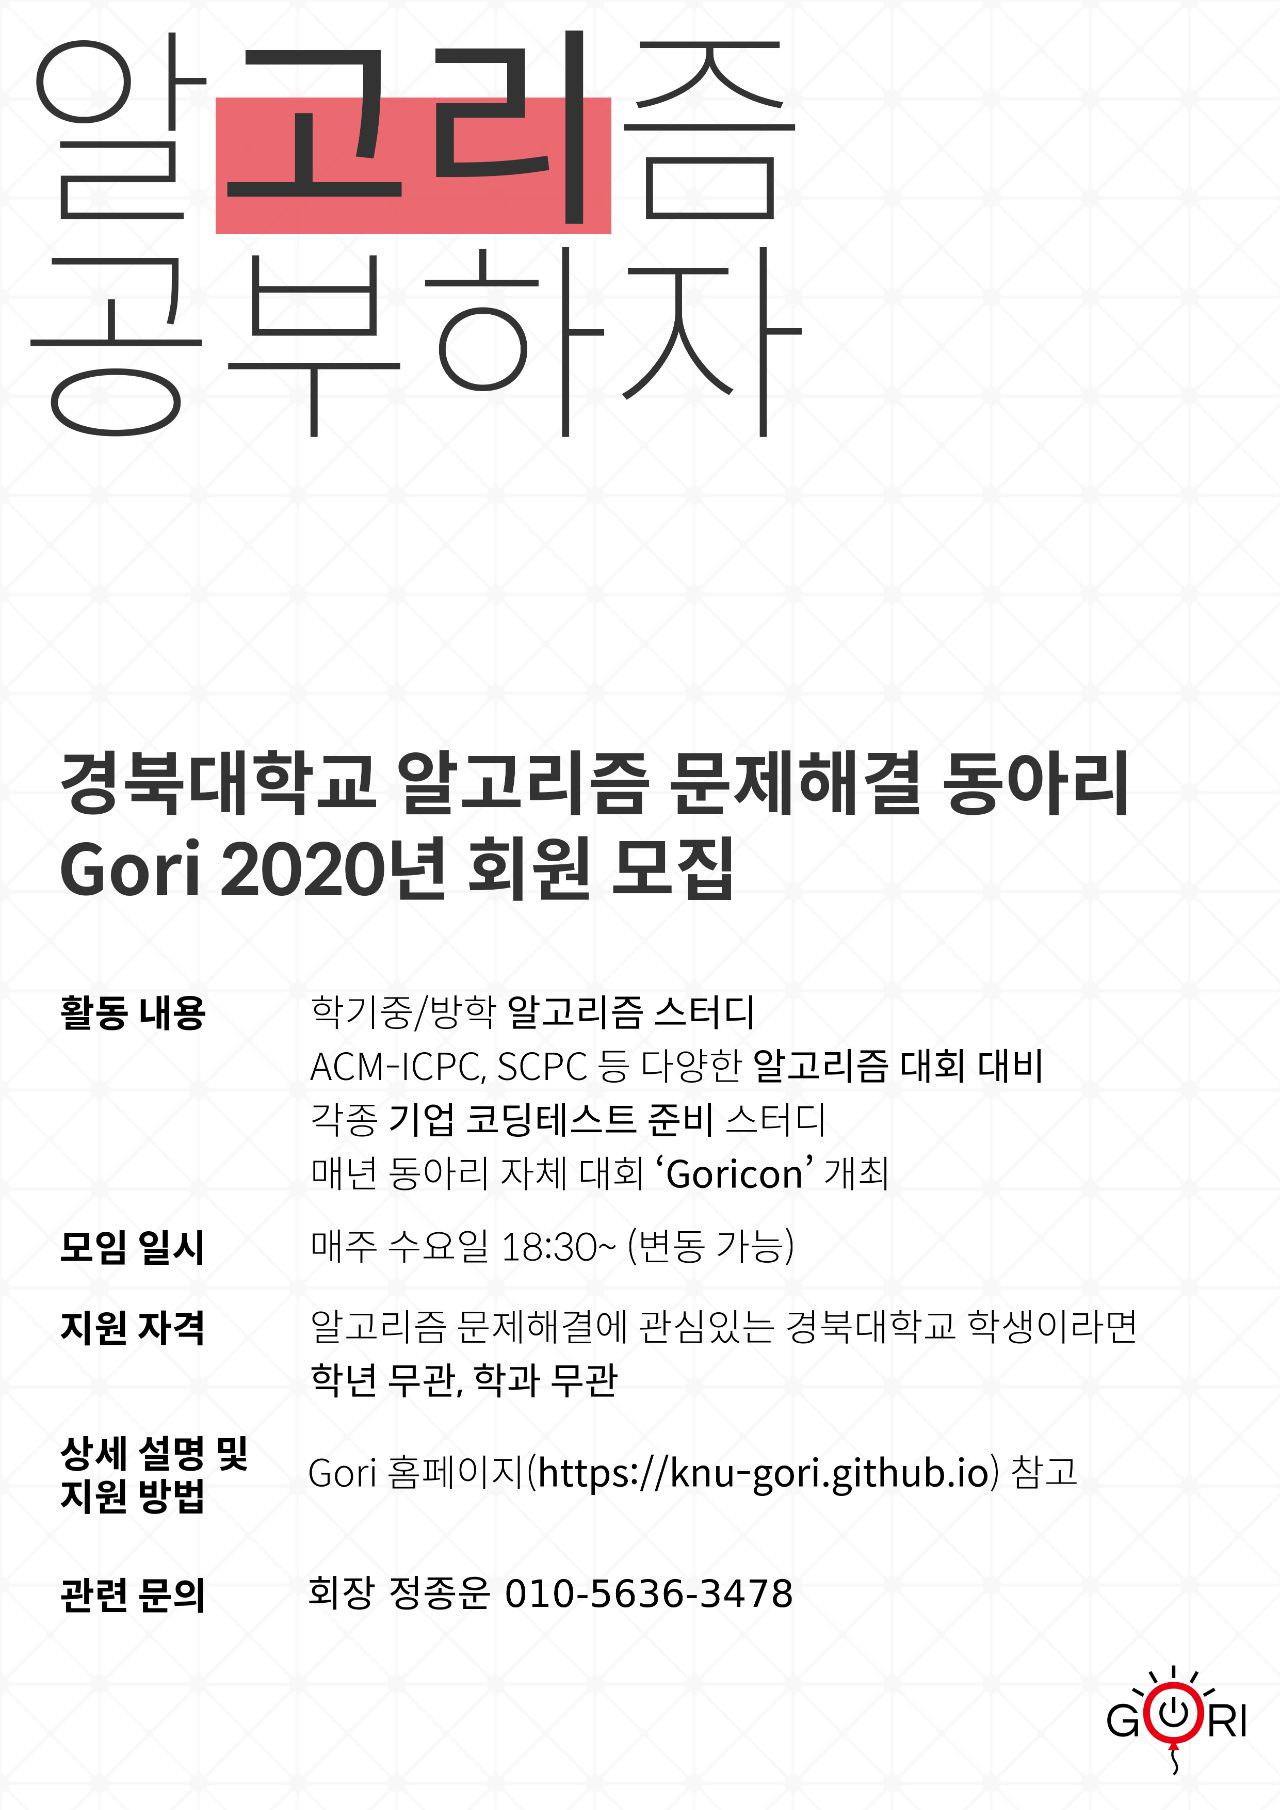 알고리즘
공부하자
경북대학교 알고리즘 문제해결 동아리
Gori 2020년 회원 모집
활동 내용
학기중/방학 알고리즘 스터디
ACM-ICPC, SCPC 등 다양한 알고리즘 대회 대비
각종 기업 코딩테스트 준비 스터디
매년 동아리 자체 대회 ‘Goricon’ 개최
모임 일시
매주 수요일 18:30~ (변동 가능)
지원 자격
알고리즘 문제해결에 관심있는 경북대학교 학생이라면
학년 무관, 학과 무관
상세 설명 및
지원 방법
Gori 홈페이지(https://knu-gori.github.io) 참고
관련 문의
회장 정종운 010-5636-3478
GORI